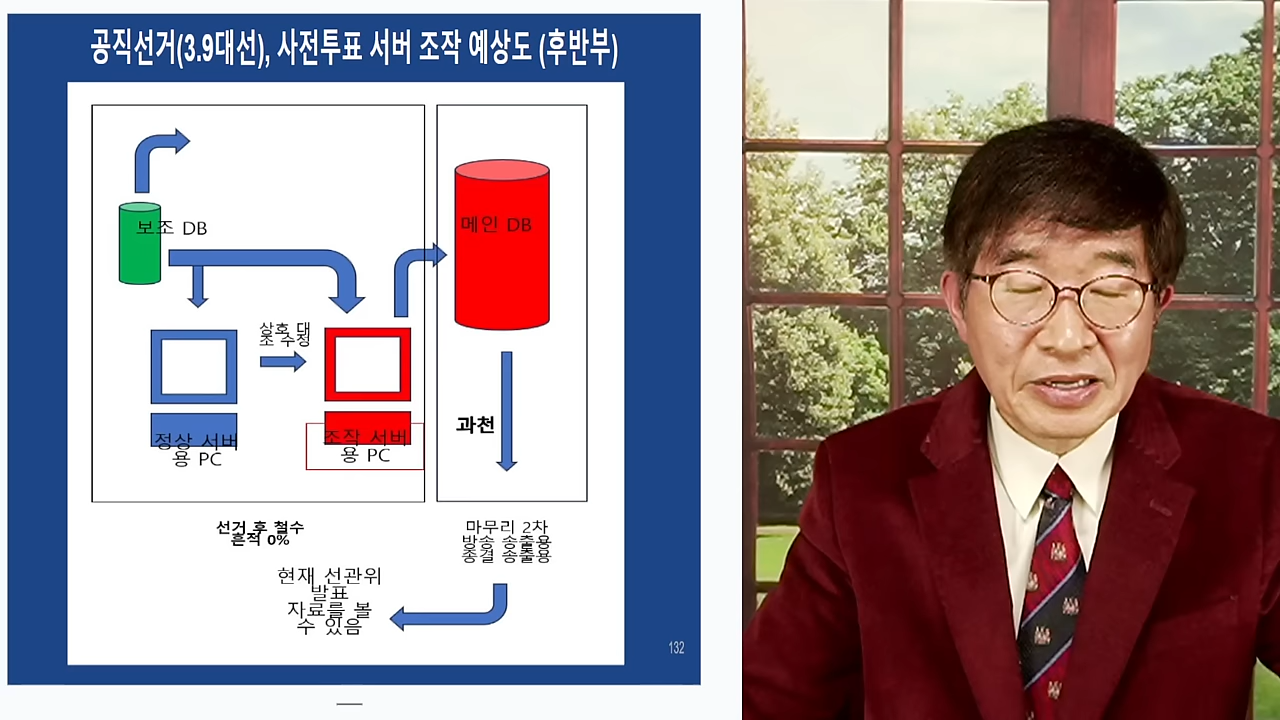 공직선거(3.9대선), 사전투표 서버 조작 예상도 (후반부)
보조 DB
메인 DB
상호 대
조 수정
정상 서버
용 PC
조작 서버
용 PC
과천
선거 후 철수
흔적 0%
마무리 2차
방송 송출용
종결 송출용
현재 선관위
발표
자료를 볼
수 있음
132